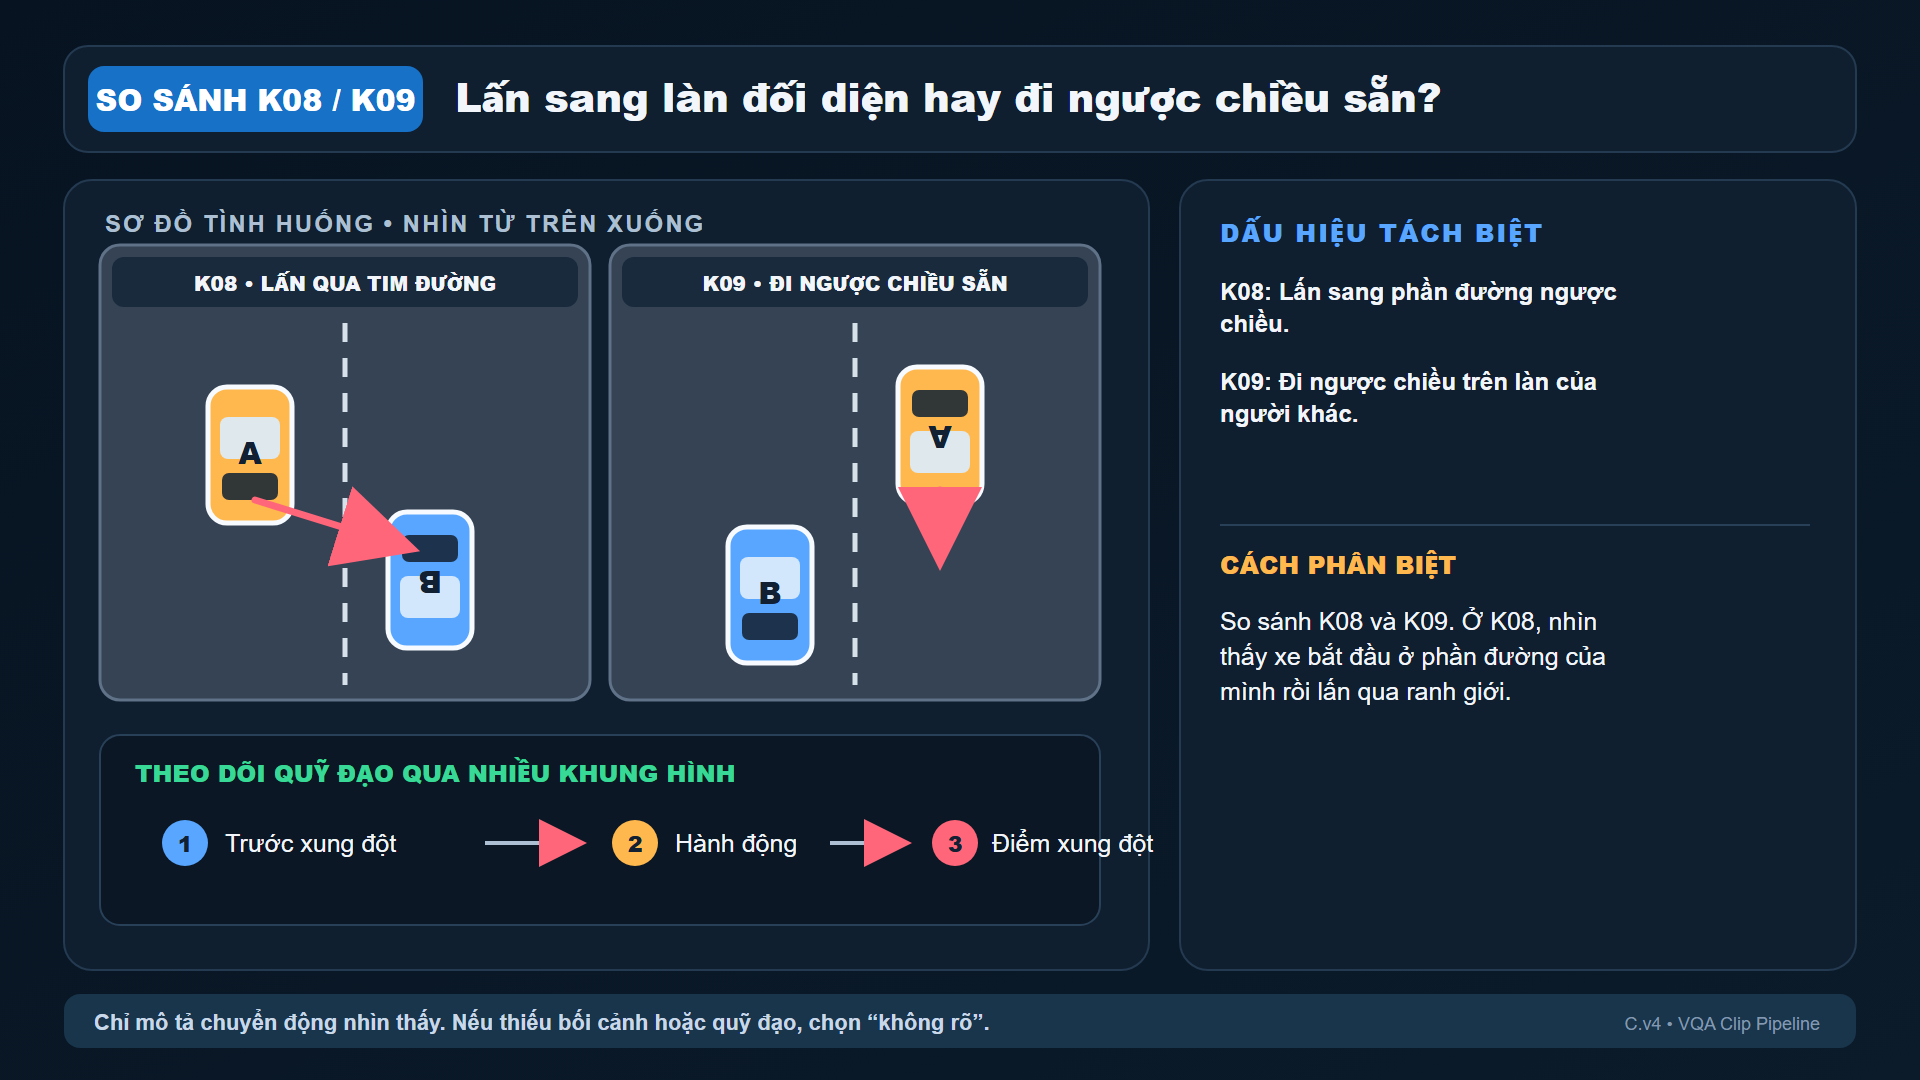 SO SÁNH K08 / K09
Lấn sang làn đối diện hay đi ngược chiều sẵn?
SƠ ĐỒ TÌNH HUỐNG • NHÌN TỪ TRÊN XUỐNG
K08 • LẤN QUA TIM ĐƯỜNG
A
B
K09 • ĐI NGƯỢC CHIỀU SẴN
A
B
THEO DÕI QUỸ ĐẠO QUA NHIỀU KHUNG HÌNH
1 Trước xung đột
2 Hành động
3 Điểm xung đột
DẤU HIỆU TÁCH BIỆT
K08: Lấn sang phần đường ngược
chiều.
K09: Đi ngược chiều trên làn của
người khác.
CÁCH PHÂN BIỆT
So sánh K08 và K09. Ở K08, nhìn
thấy xe bắt đầu ở phần đường của
mình rồi lấn qua ranh giới.
Chỉ mô tả chuyển động nhìn thấy. Nếu thiếu bối cảnh hoặc quỹ đạo, chọn “không rõ”.
C.v4 • VQA Clip Pipeline